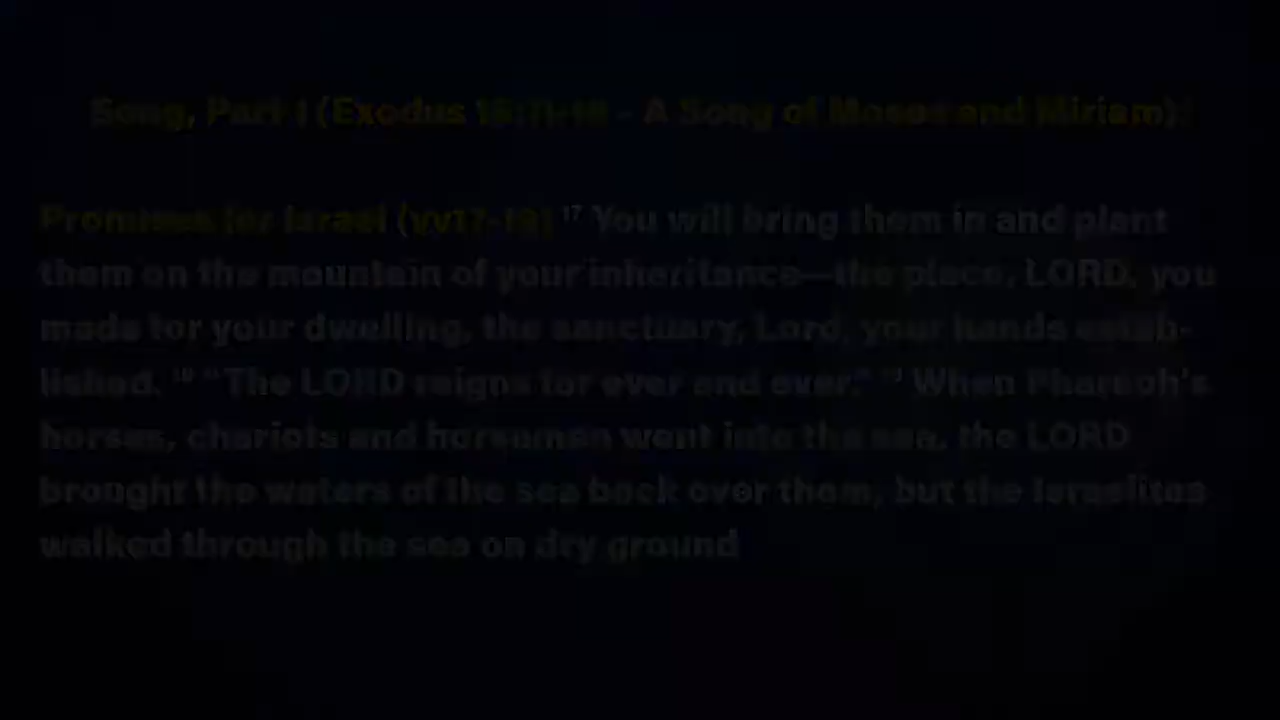 Song, Part 1 (Exodus 15:11-18 - A Song of Moses and Miriam):
Promises for Israel (vv17-18) 17 You will bring them in and plant
them on the mountain of your inheritance—the place, LORD, you
made for your dwelling, the sanctuary, Lord, your hands estab-
lished. 18 “The LORD reigns for ever and ever.” 19 When Pharaoh's
horses, chariots and horsemen went into the sea, the LORD
brought the waters of the sea back over them, but the Israelites
walked through the sea on dry ground